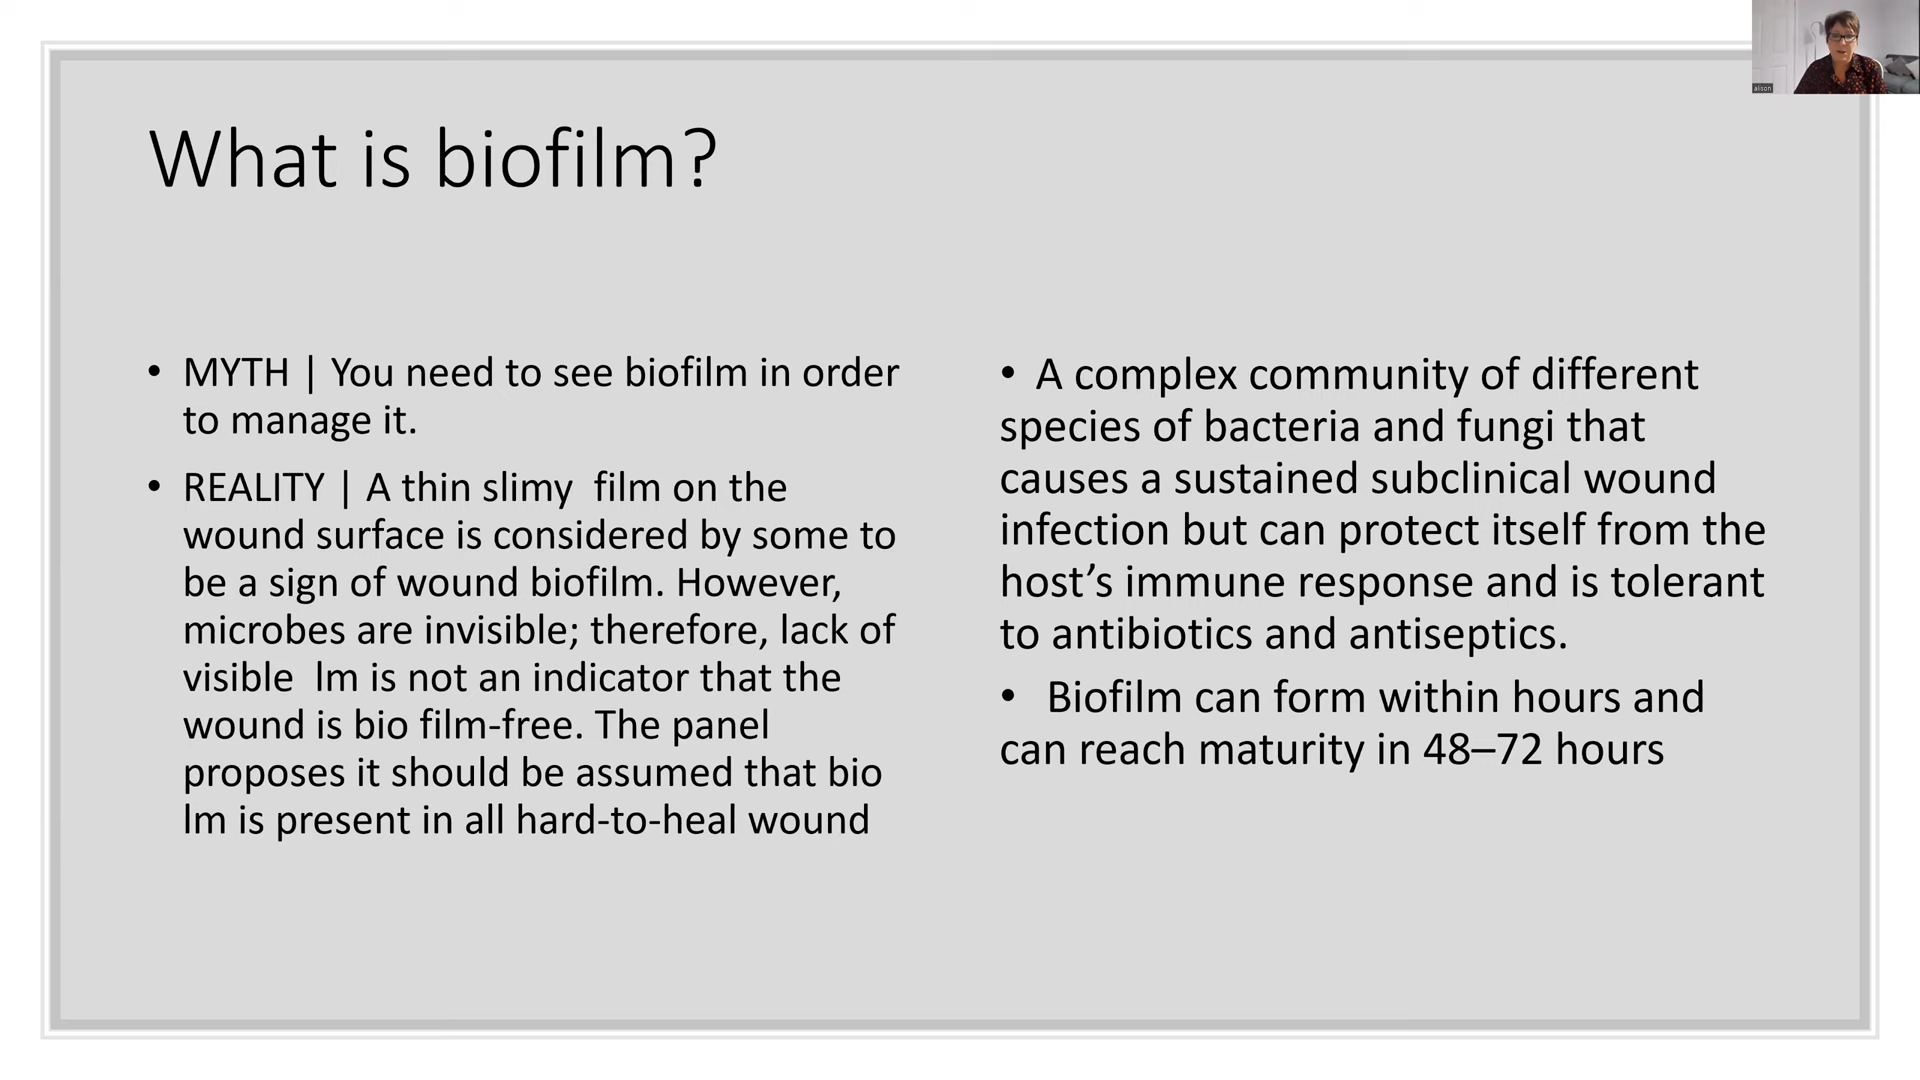 What is biofilm?
• MYTH | You need to see biofilm in order
to manage it.
• REALITY | A thin slimy  film on the
wound surface is considered by some to
be a sign of wound biofilm. However,
microbes are invisible; therefore, lack of
visible  lm is not an indicator that the
wound is bio film-free. The panel
proposes it should be assumed that bio
lm is present in all hard-to-heal wound
• A complex community of different
species of bacteria and fungi that
causes a sustained subclinical wound
infection but can protect itself from the
host’s immune response and is tolerant
to antibiotics and antiseptics.
•  Biofilm can form within hours and
can reach maturity in 48–72 hours
alison